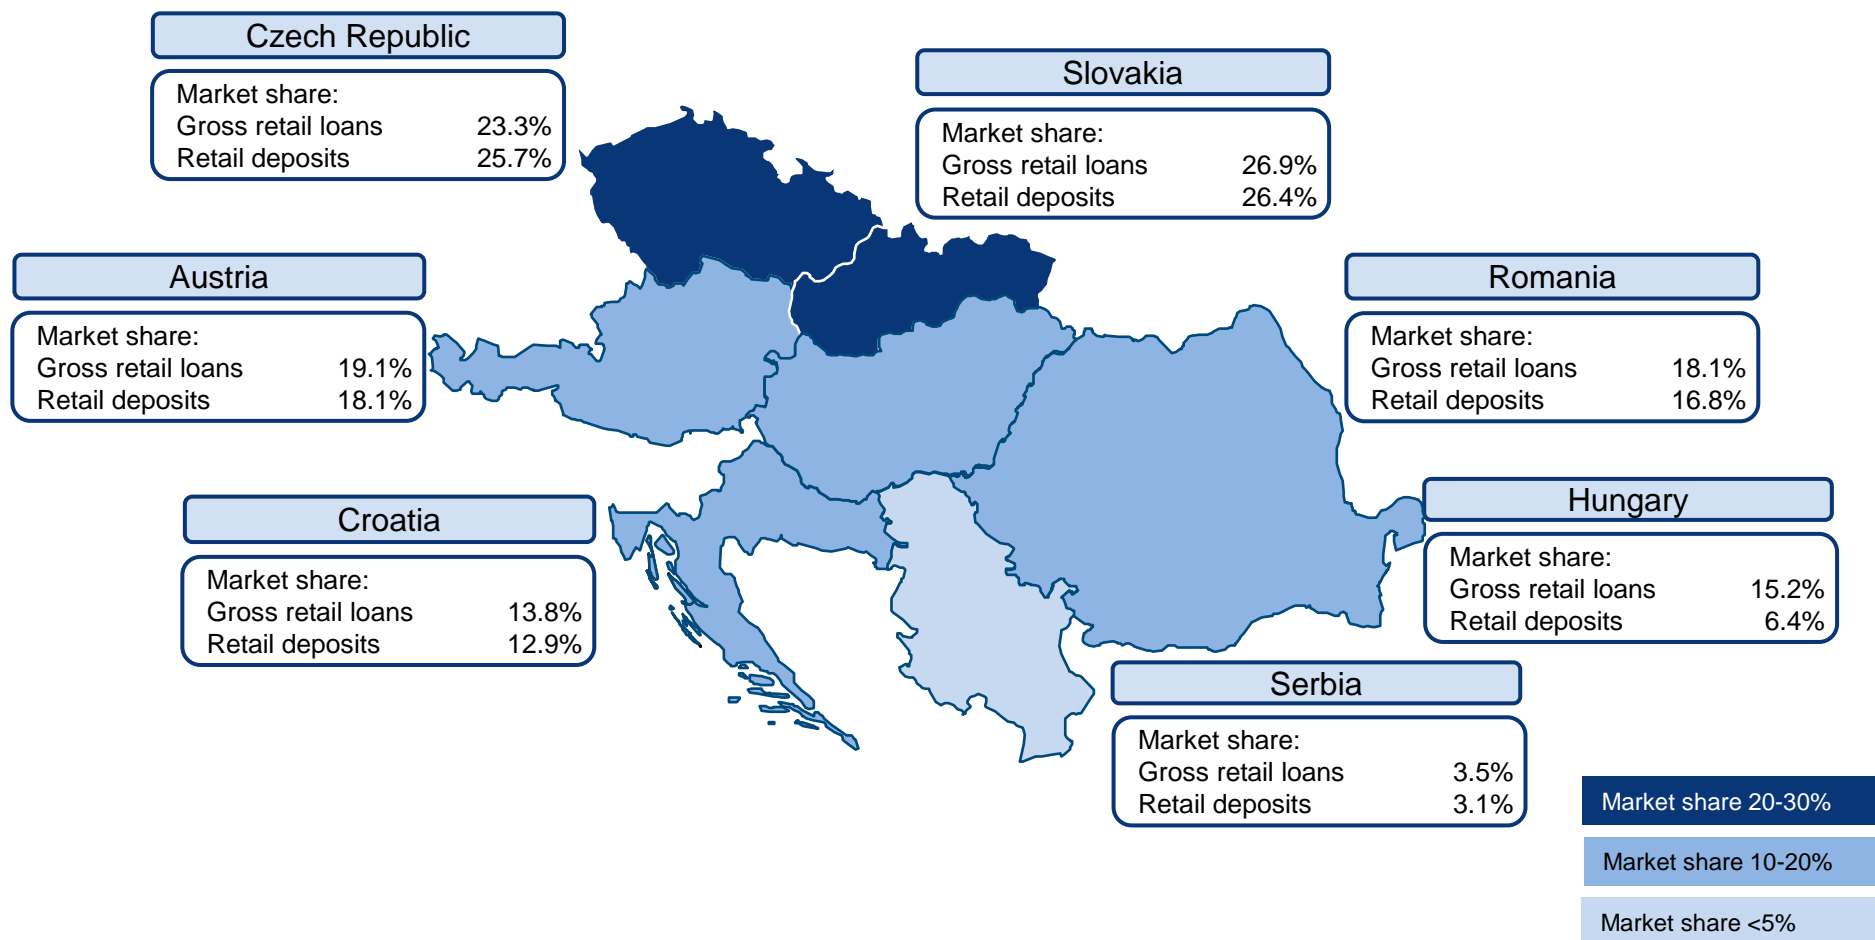 Czech Republic
Market share:
Gross retail loans 23.3%
Retail deposits 25.7%
Slovakia
Market share:
Gross retail loans 26.9%
Retail deposits 26.4%
Austria
Market share:
Gross retail loans 19.1%
Retail deposits 18.1%
Romania
Market share:
Gross retail loans 18.1%
Retail deposits 16.8%
Croatia
Market share:
Gross retail loans 13.8%
Retail deposits 12.9%
Hungary
Market share:
Gross retail loans 15.2%
Retail deposits 6.4%
Serbia
Market share:
Gross retail loans 3.5%
Retail deposits 3.1%
Market share 20-30%
Market share 10-20%
Market share <5%